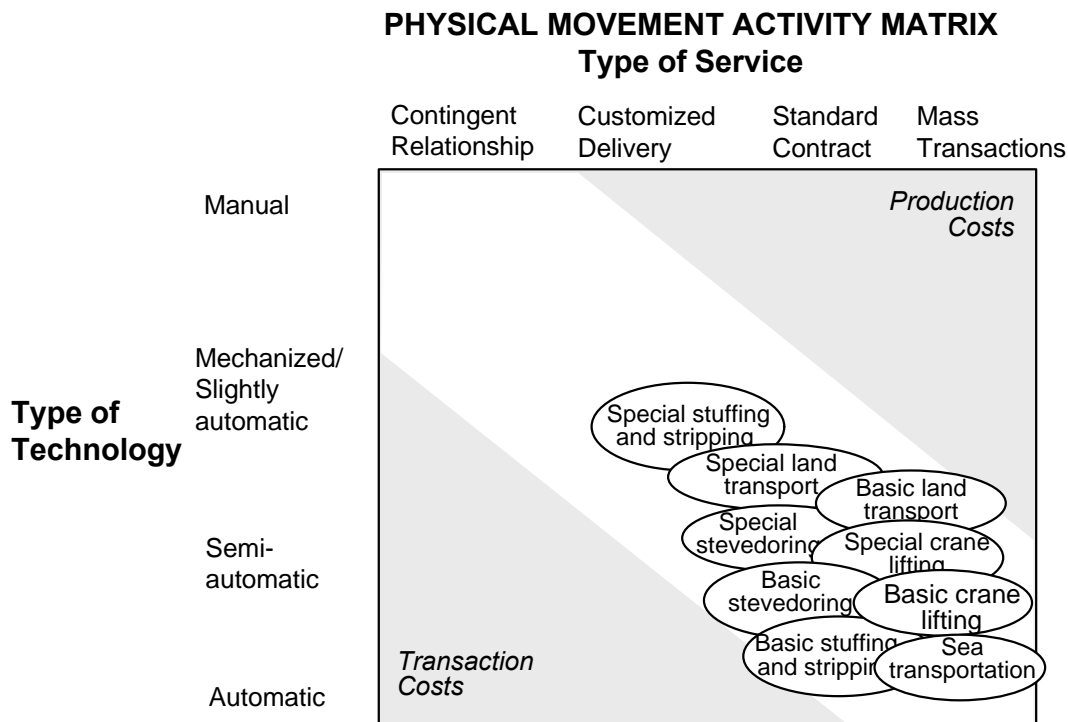 PHYSICAL MOVEMENT ACTIVITY MATRIX
Type of Service
Contingent
Relationship
Customized
Delivery
Standard
Contract
Mass
Transactions
Manual
Production
Costs
Mechanized/
Slightly
automatic
Type of
Technology
Special stuffing
and stripping
Special land
transport
Basic land
transport
Special
stevedoring
Special crane
lifting
Semi-
automatic
Basic
stevedoring
Basic crane
lifting
Basic stuffing
and stripping
Sea
transportation
Transaction
Costs
Automatic